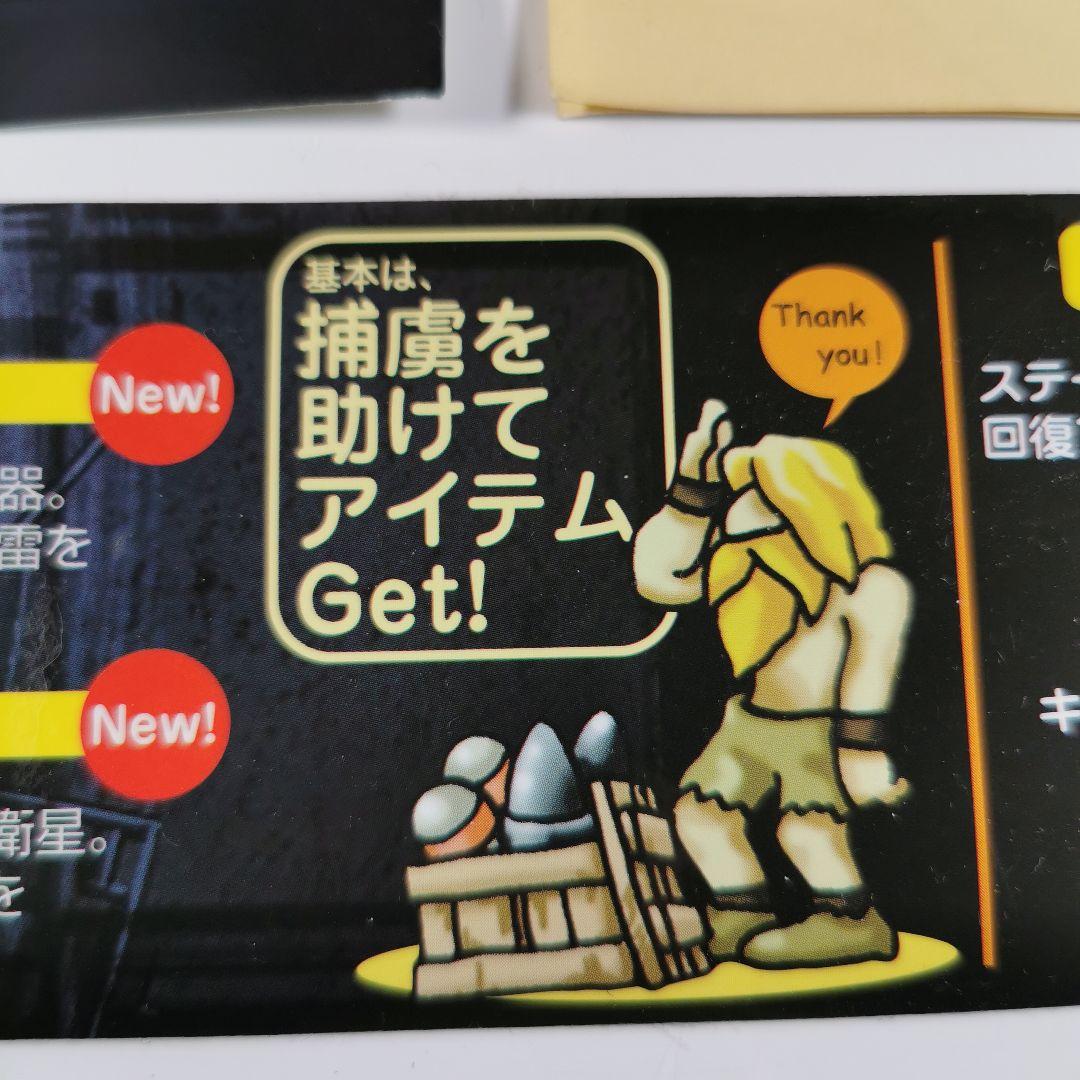 New!
器。
雷を
New!
衛星。
を
基本は、
捕虜を
助けて
アイテム
Get!
Thank
you!
ステー
回復
キ